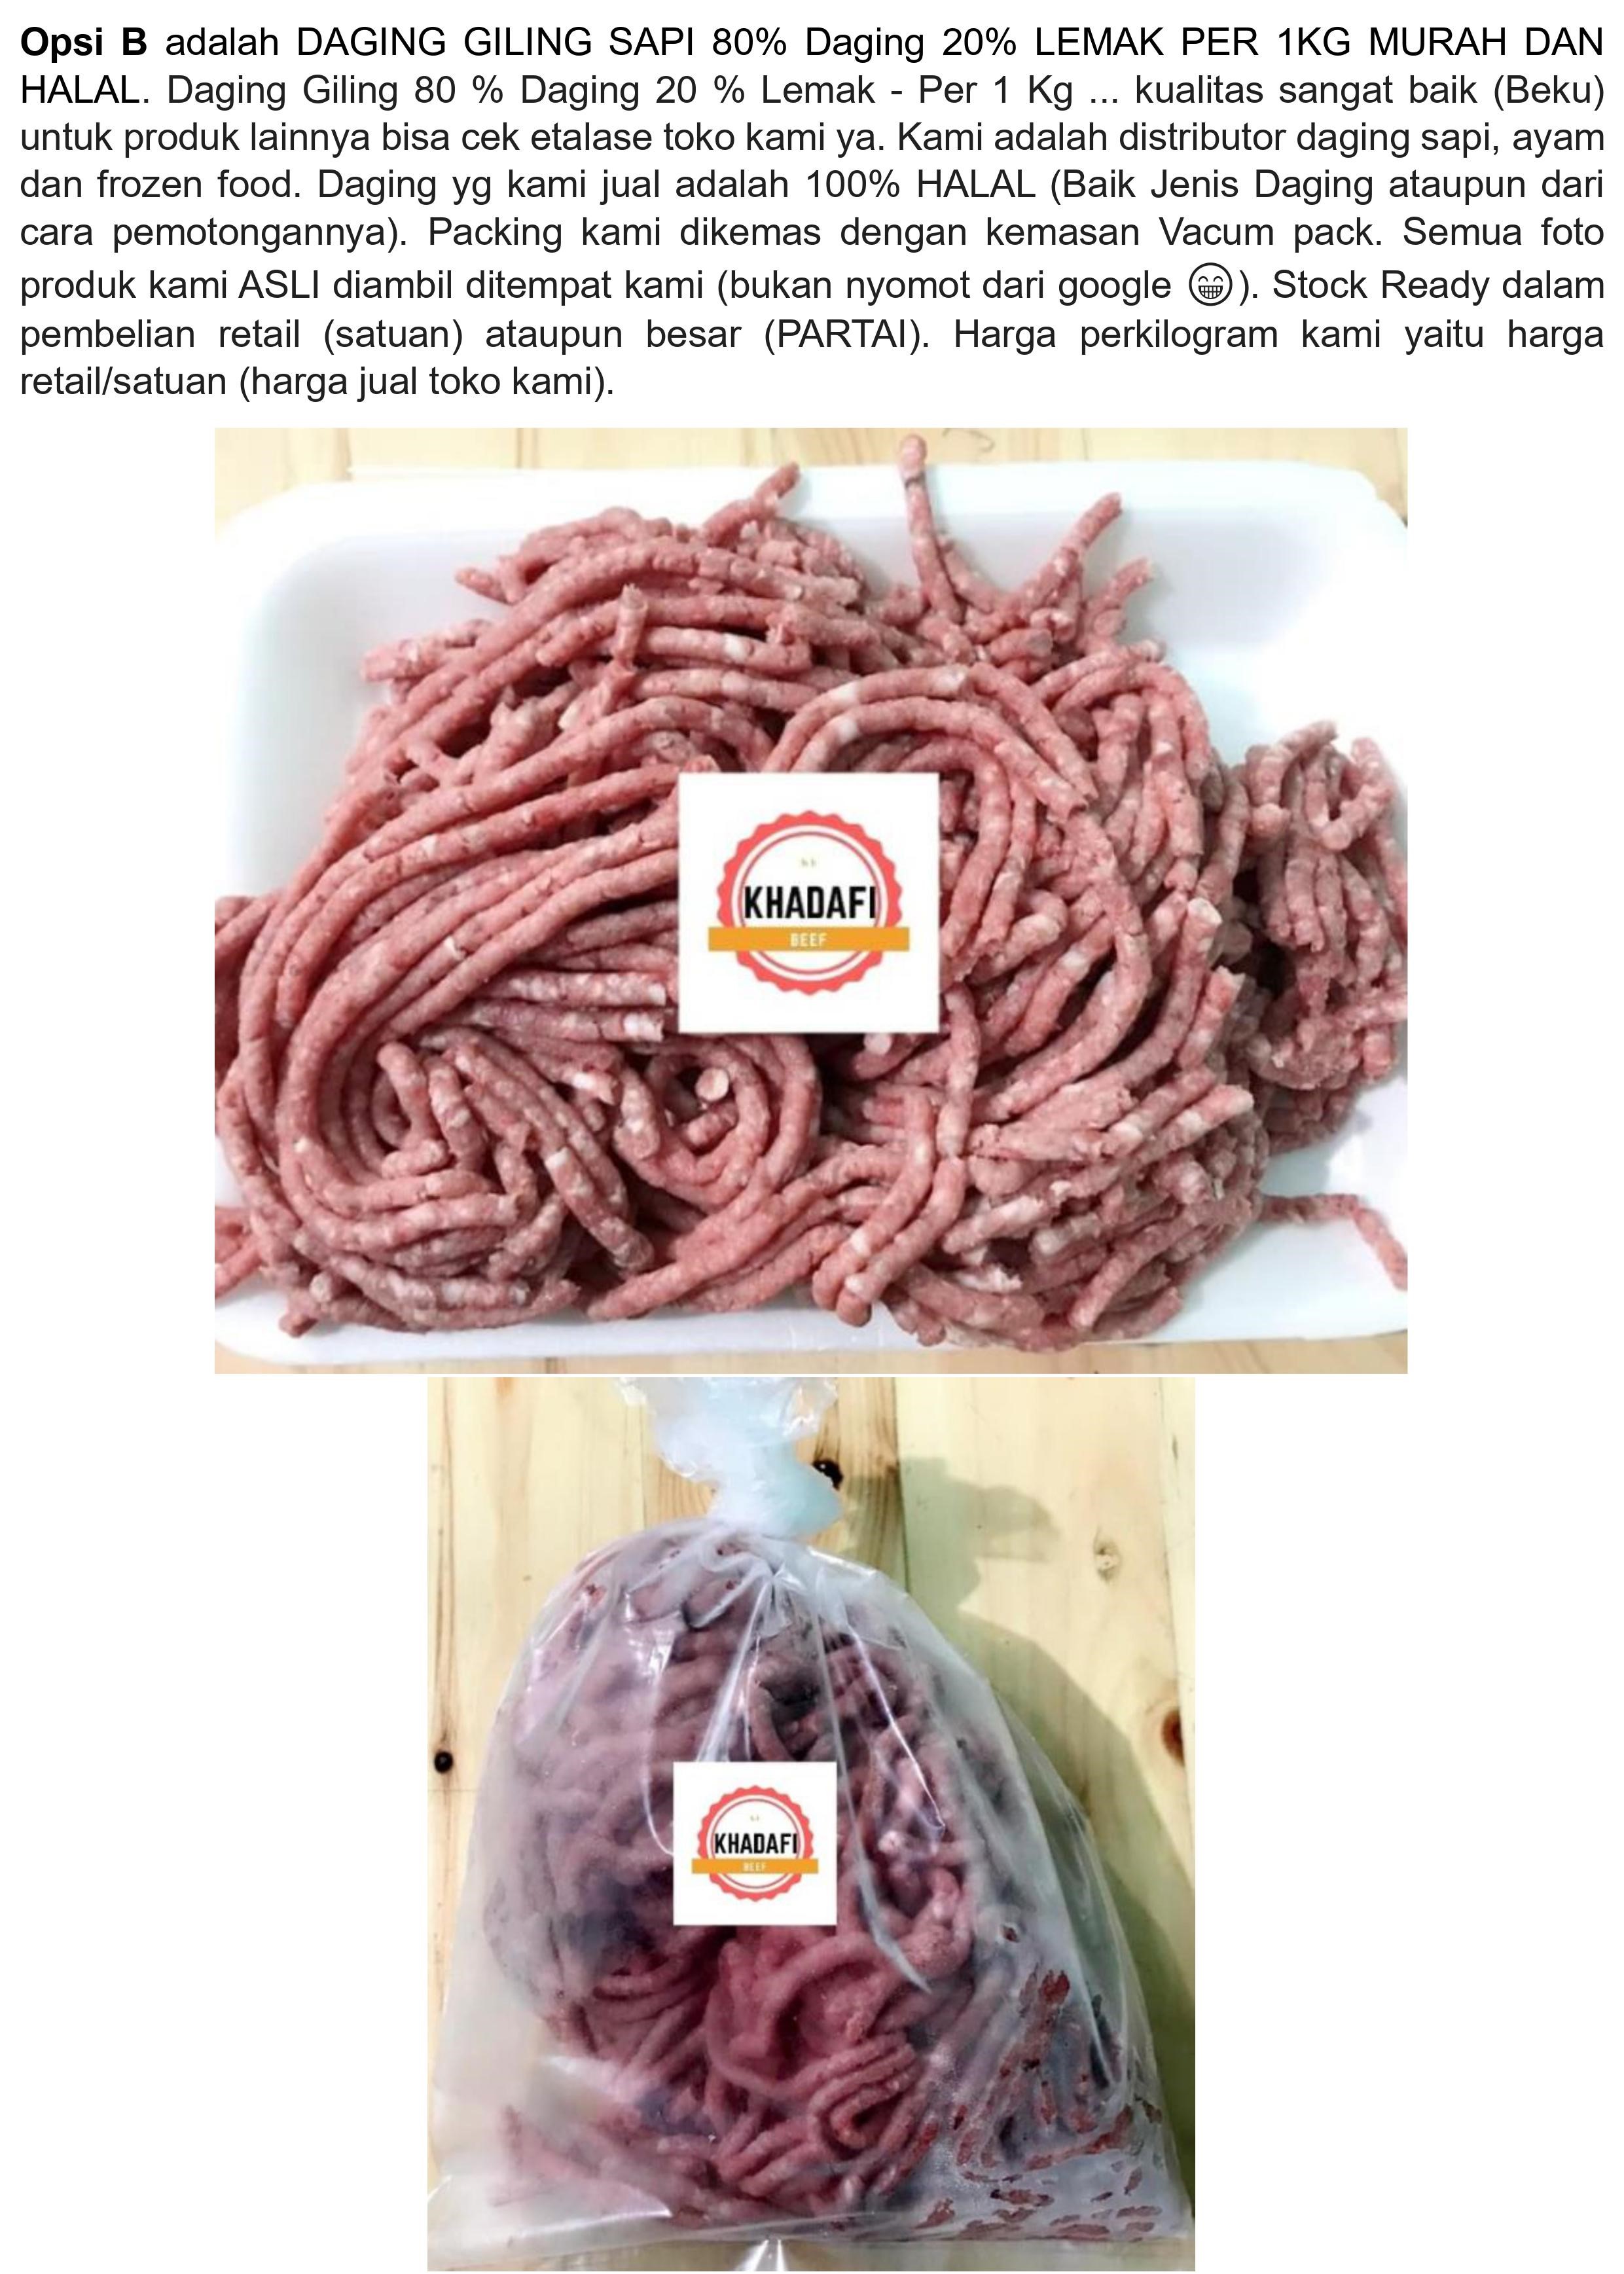 Opsi B adalah DAGING GILING SAPI 80% Daging 20% LEMAK PER 1KG MURAH DAN
HALAL. Daging Giling 80 % Daging 20 % Lemak - Per 1 Kg ... kualitas sangat baik (Beku)
untuk produk lainnya bisa cek etalase toko kami ya. Kami adalah distributor daging sapi, ayam
dan frozen food. Daging yg kami jual adalah 100% HALAL (Baik Jenis Daging ataupun dari
cara pemotongannya). Packing kami dikemas dengan kemasan Vacum pack. Semua foto
produk kami ASLI diambil ditempat kami (bukan nyomot dari google 😁). Stock Ready dalam
pembelian retail (satuan) ataupun besar (PARTAI). Harga perkilogram kami yaitu harga
retail/satuan (harga jual toko kami).
KHADAFI
BEEF
KHADAFI
BEEF